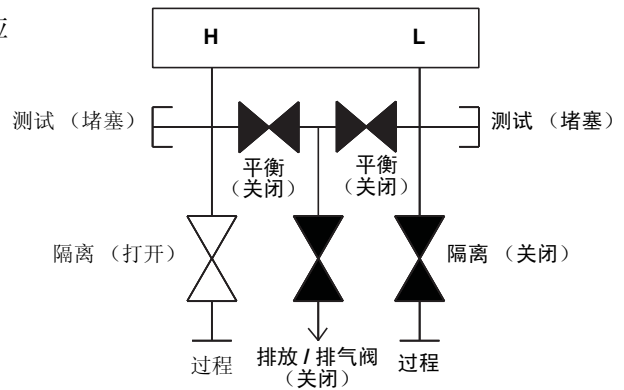 H
L
测试 （堵塞）
测试 （堵塞）
平衡
（关闭）
平衡
（关闭）
隔离 （打开）
隔离 （关闭）
过程
排放 / 排气阀
（关闭）
过程